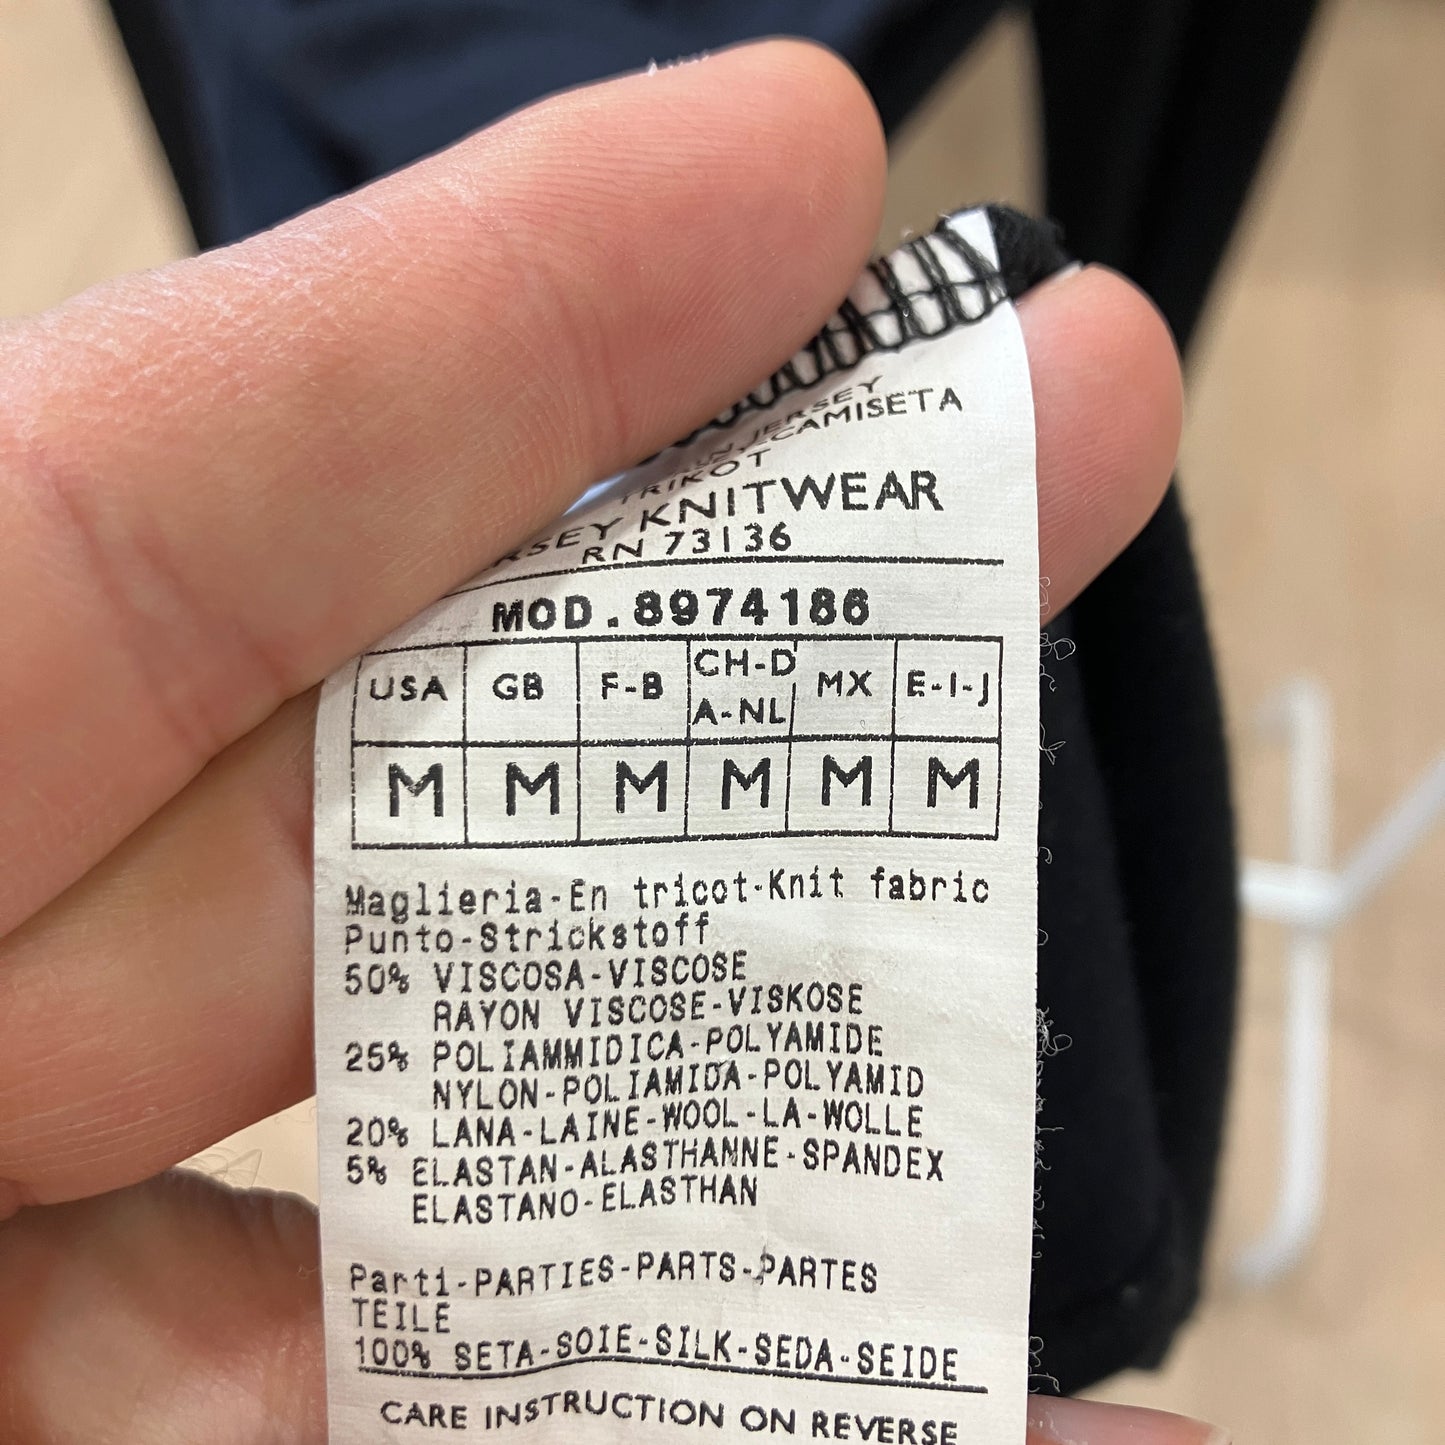 JERSEY
CAMISETA
TRIKOT
KNITWEAR
RN 73136
MOD.8974186
USA GB F-B CH-D A-NL MX E-I-J
M M M M M M
Maglieria-En tricot-Knit fabric
Punto-Strickstoff
50% VISCOSA-VISCOSE
RAYON VISCOSE-VISKOSE
25% POLIAMMIDICA-POLYAMIDE
NYLON-POLIAMIDA-POLYAMID
20% LANA-LAINE-WOOL-LA-WOLLE
5% ELASTAN-ALASTHANNE-SPANDEX
ELASTANO-ELASTHAN
Parti-PARTIES-PARTS-PARTES
TEILE
100% SETA-SOIE-SILK-SEDA-SEIDE
CARE INSTRUCTION ON REVERSE